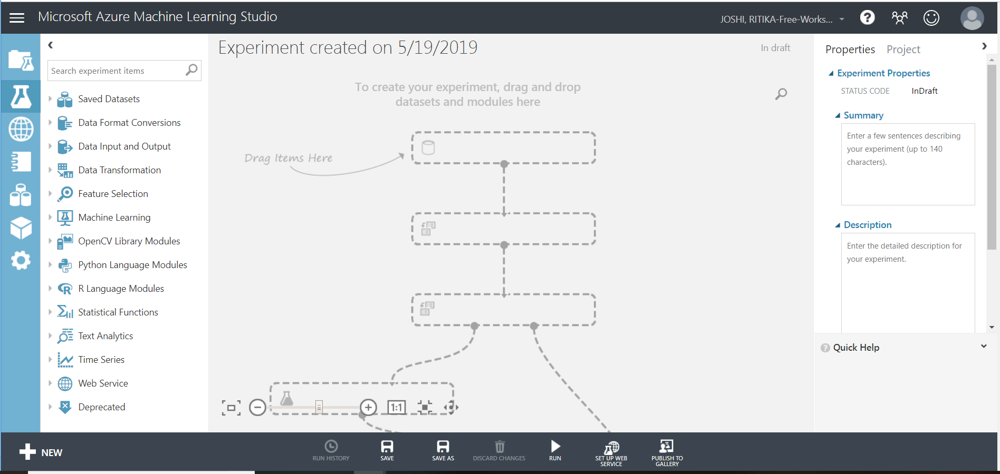 Microsoft Azure Machine Learning Studio
JOSHI, RITIKA-Free-Works...
?
Experiment created on 5/19/2019
In draft
Search experiment items
Saved Datasets
Data Format Conversions
Data Input and Output
Data Transformation
Feature Selection
Machine Learning
OpenCV Library Modules
Python Language Modules
R Language Modules
Statistical Functions
Text Analytics
Time Series
Web Service
Deprecated
To create your experiment, drag and drop
datasets and modules here
Drag Items Here
1:1
Properties
Project
Experiment Properties
STATUS CODE InDraft
Summary
Enter a few sentences describing
your experiment (up to 140
characters).
Description
Enter the detailed description for
your experiment.
? Quick Help
NEW
RUN HISTORY
SAVE
SAVE AS
DISCARD CHANGES
RUN
SET UP WEB
SERVICE
PUBLISH TO
GALLERY